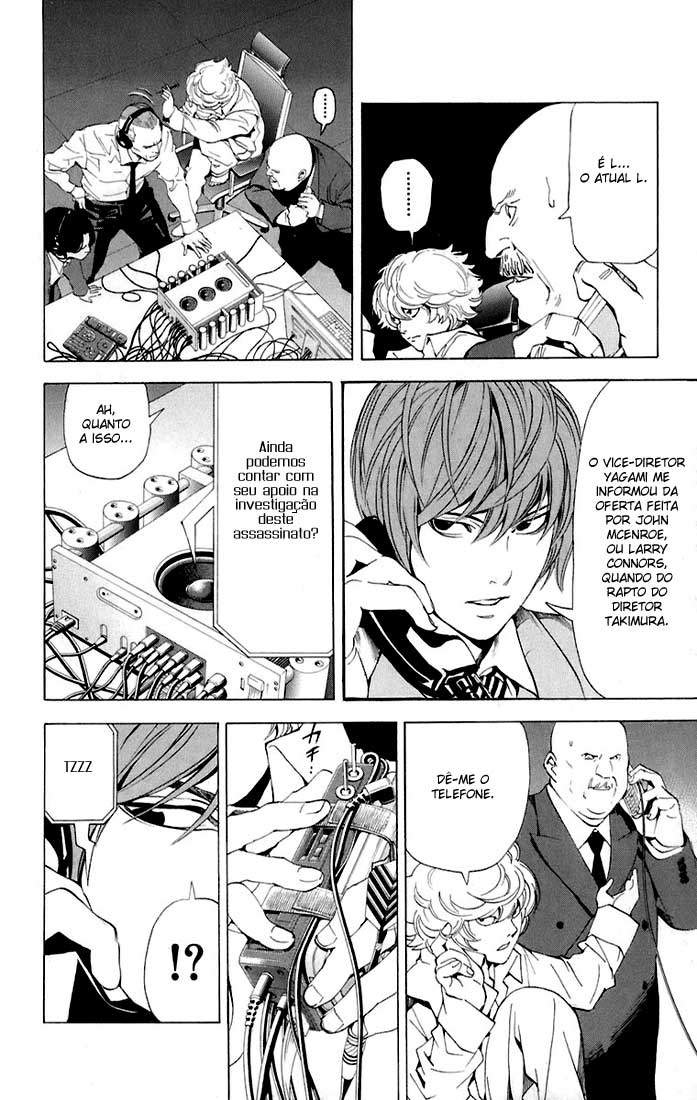 ........
É L...
O ATUAL L.
........
O VICE-DIRETOR
YAGAMI ME
INFORMOU DA
OFERTA FEITA
POR JOHN
MCENROE,
OU LARRY
CONNORS,
QUANDO DO
RAPTO DO
DIRETOR
TAKIMURA.
Ainda
podemos
contar com
seu apoio na
investigação
deste
assassinato?
AH,
QUANTO
A ISSO...
DÊ-ME O
TELEFONE.
カチ...
TZZZ
!?